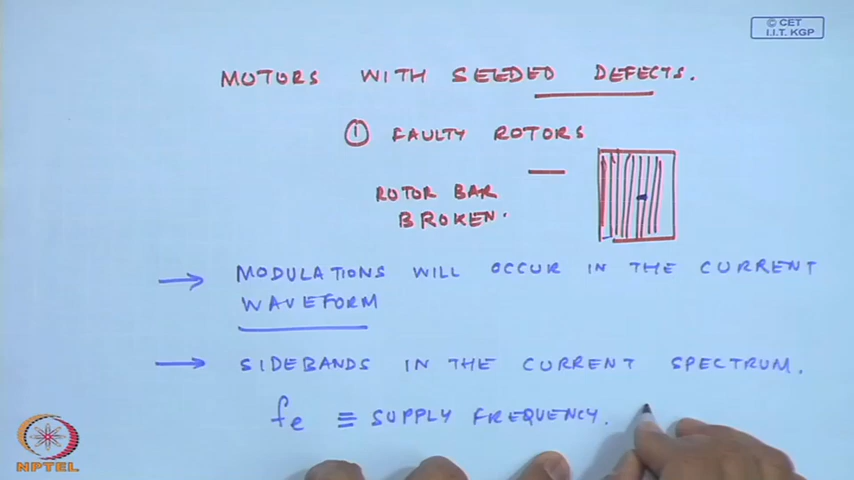 © CET
I.I.T. KGP
MOTORS WITH SEEDED DEFECTS.
① FAULTY ROTORS
ROTOR BAR
BROKEN.
→ MODULATIONS WILL OCCUR IN THE CURRENT
WAVEFORM
→ SIDEBANDS IN THE CURRENT SPECTRUM.
fe ≡ SUPPLY FREQUENCY.
NPTEL